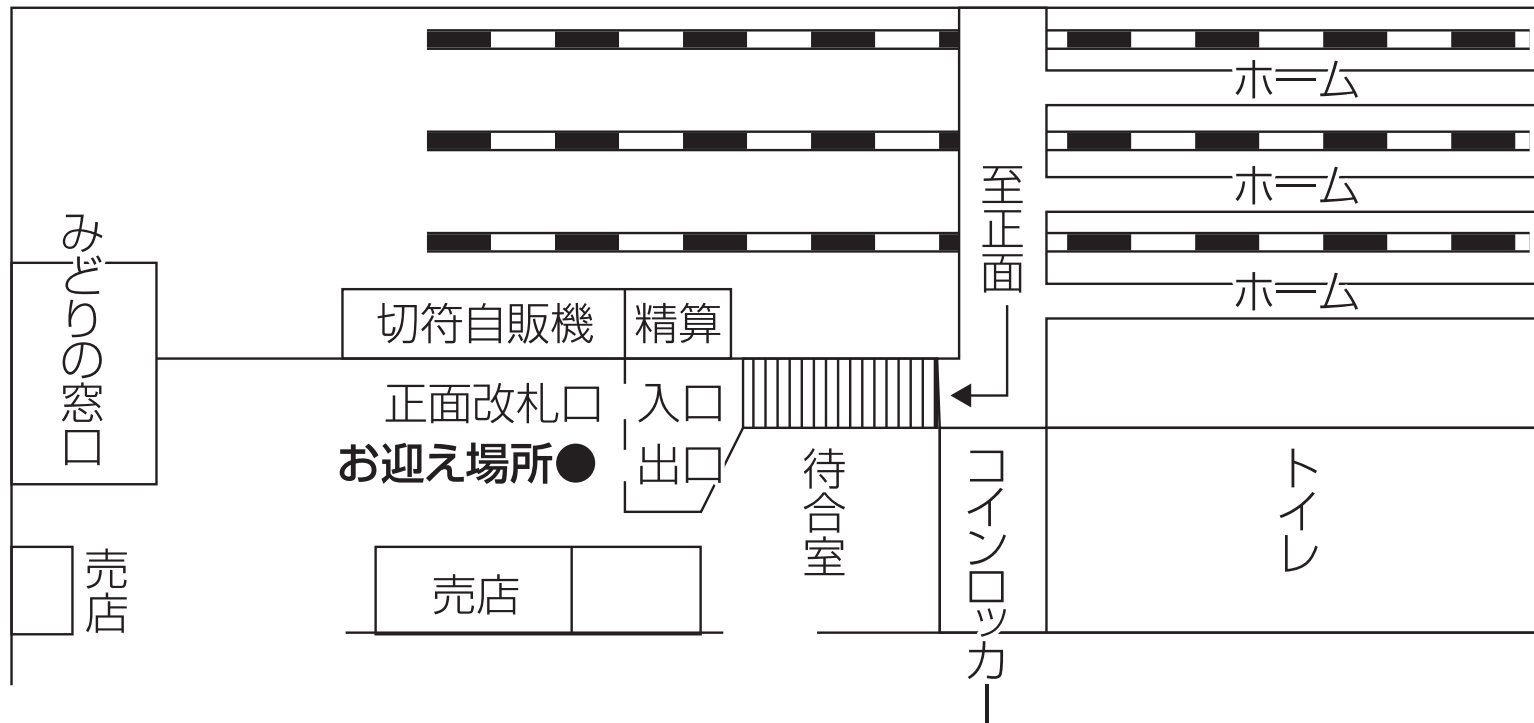 ホーム
ホーム
至正面
ホーム
みどりの窓口
切符自販機
精算
正面改札口
入口
お迎え場所●
出口
待合室
コインロッカー
トイレ
売店
売店